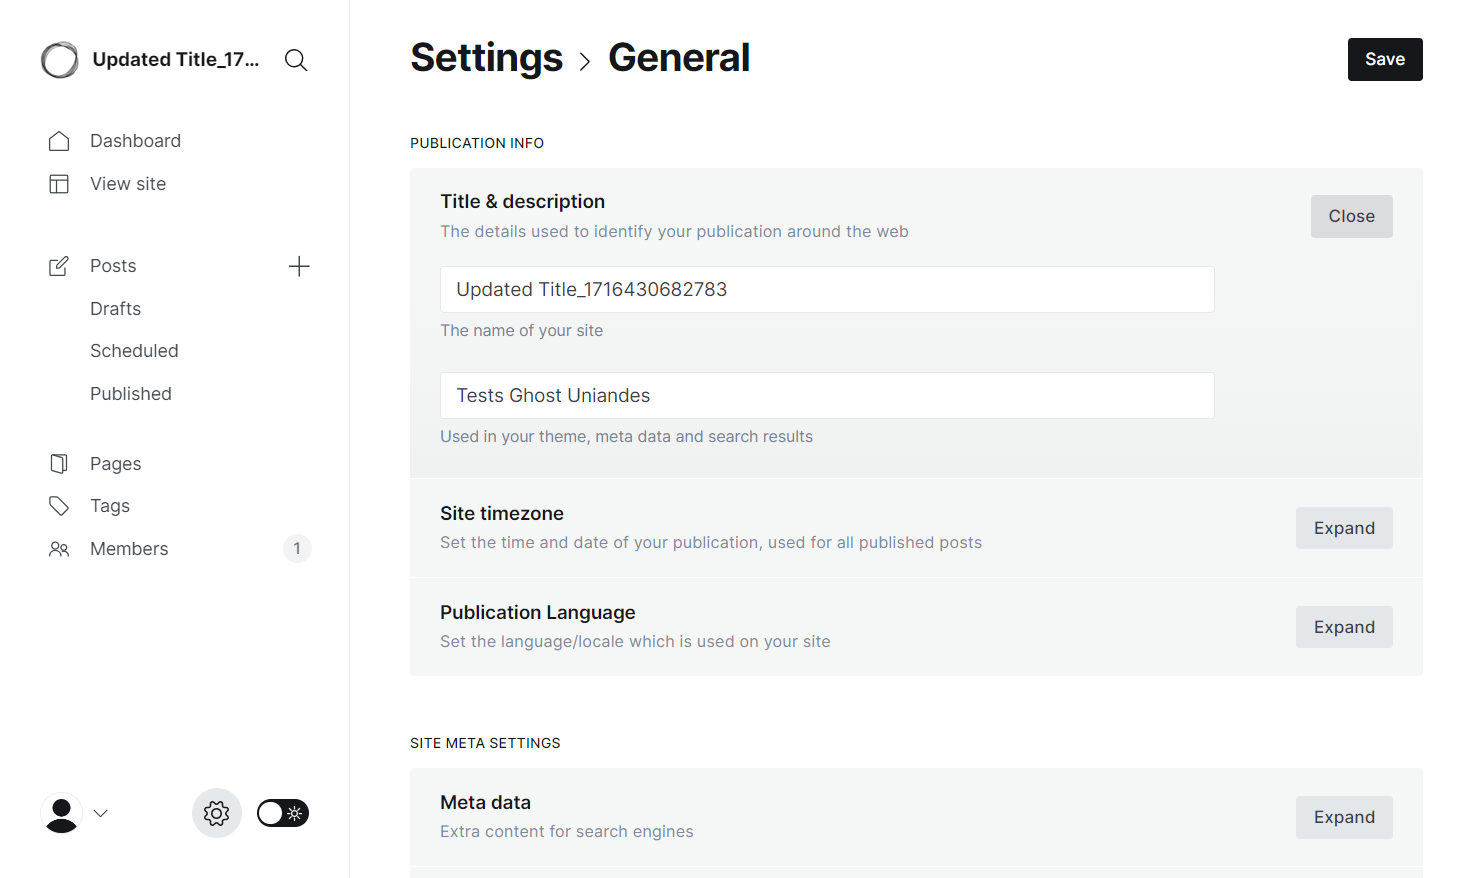 Updated Title_17...
Dashboard
View site
Posts
Drafts
Scheduled
Published
Pages
Tags
Members
1
Settings > General
Save
PUBLICATION INFO
Title & description
The details used to identify your publication around the web
Close
Updated Title_1716430682783
The name of your site
Tests Ghost Uniandes
Used in your theme, meta data and search results
Site timezone
Set the time and date of your publication, used for all published posts
Expand
Publication Language
Set the language/locale which is used on your site
Expand
SITE META SETTINGS
Meta data
Extra content for search engines
Expand